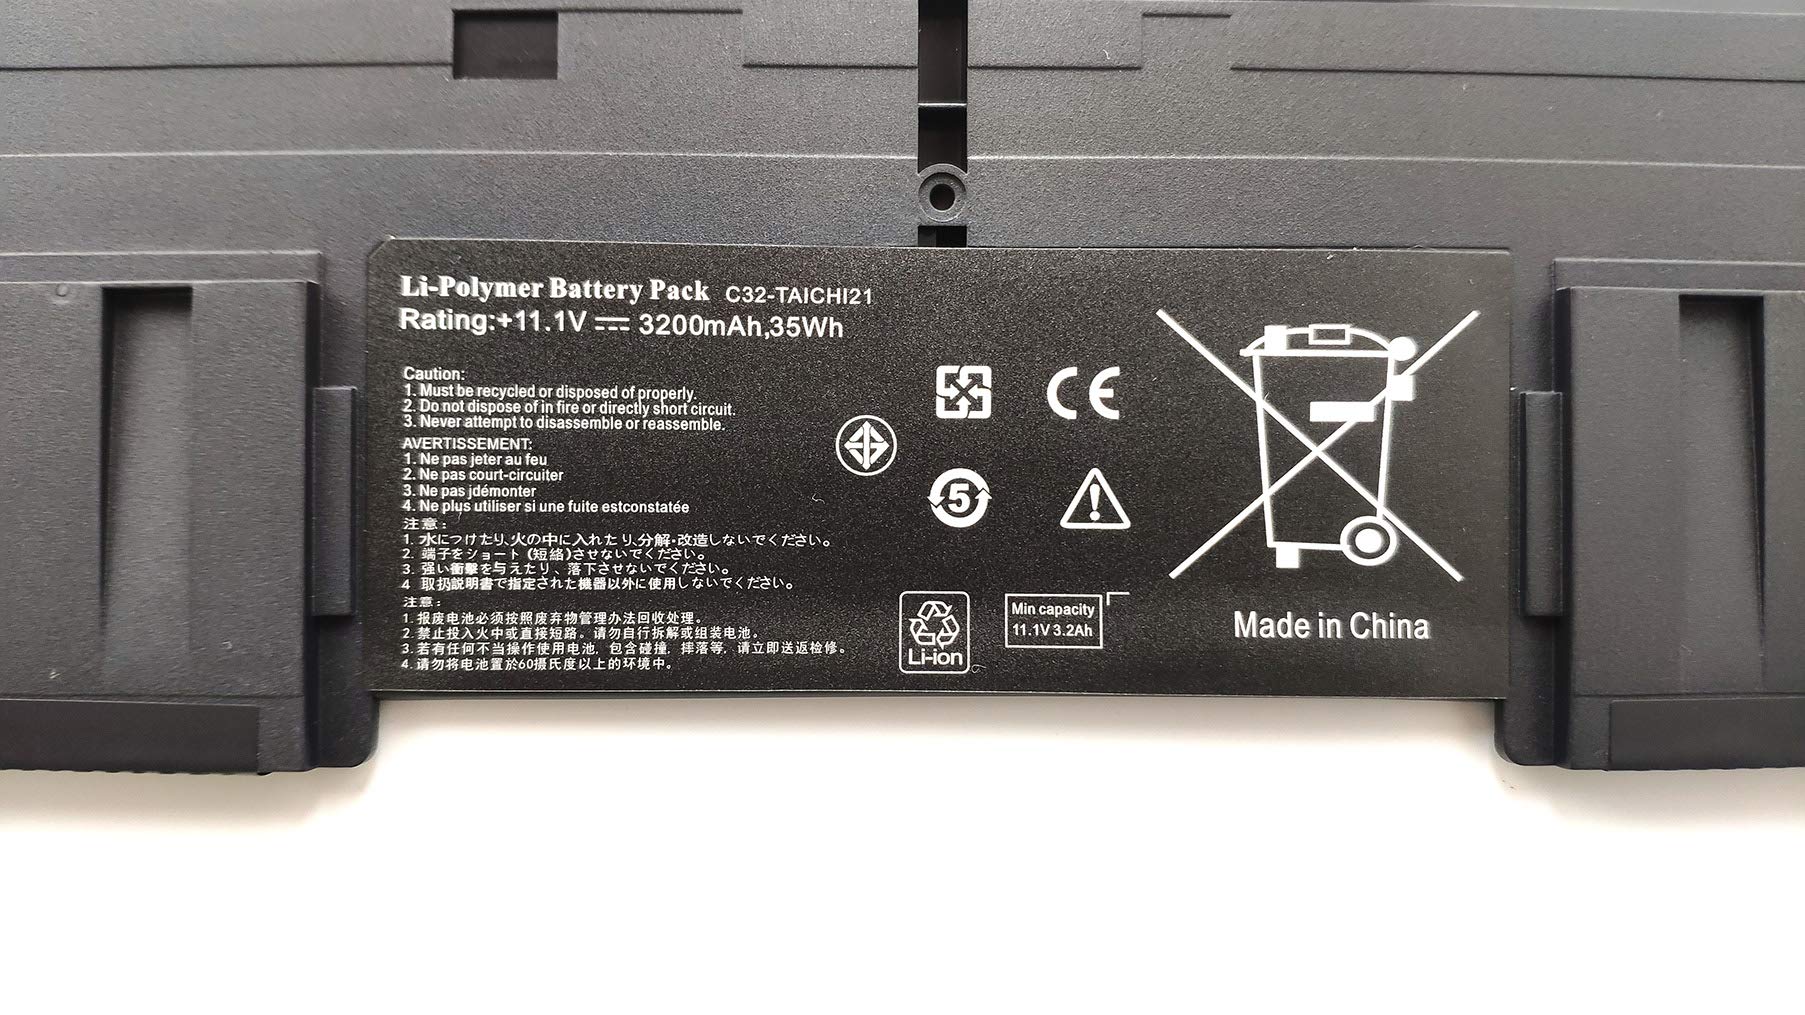 Li-Polymer Battery Pack C32-TAICHI21
Rating:+11.1V ⎓ 3200mAh,35Wh
Caution:
1. Must be recycled or disposed of properly.
2. Do not dispose of in fire or directly short circuit.
3. Never attempt to disassemble or reassemble.
AVERTISSEMENT:
1. Ne pas jeter au feu
2. Ne pas court-circuiter
3. Ne pas jdémonter
4. Ne plus utiliser si une fuite estconstatée
注意：
1. 水につけたり、火の中に入れたり、分解·改造しないでください。
2. 端子をショート (短絡) させないでください。
3. 强い衝撃を与えたり、落下させないでください。
4 取扱説明書で指定された機器以外に使用しないでください。
注意：
1. 报废电池必须按照废弃物管理办法回收处理。
2. 禁止投入火中或直接短路。请勿自行拆解或组装电池。
3. 若有任何不当操作使用电池, 包含碰撞, 摔落等, 请立即送返检修。
4. 请勿将电池置於60摄氏度以上的环境中。
CE
5
Li-ion
Min capacity
11.1V 3.2Ah
Made in China